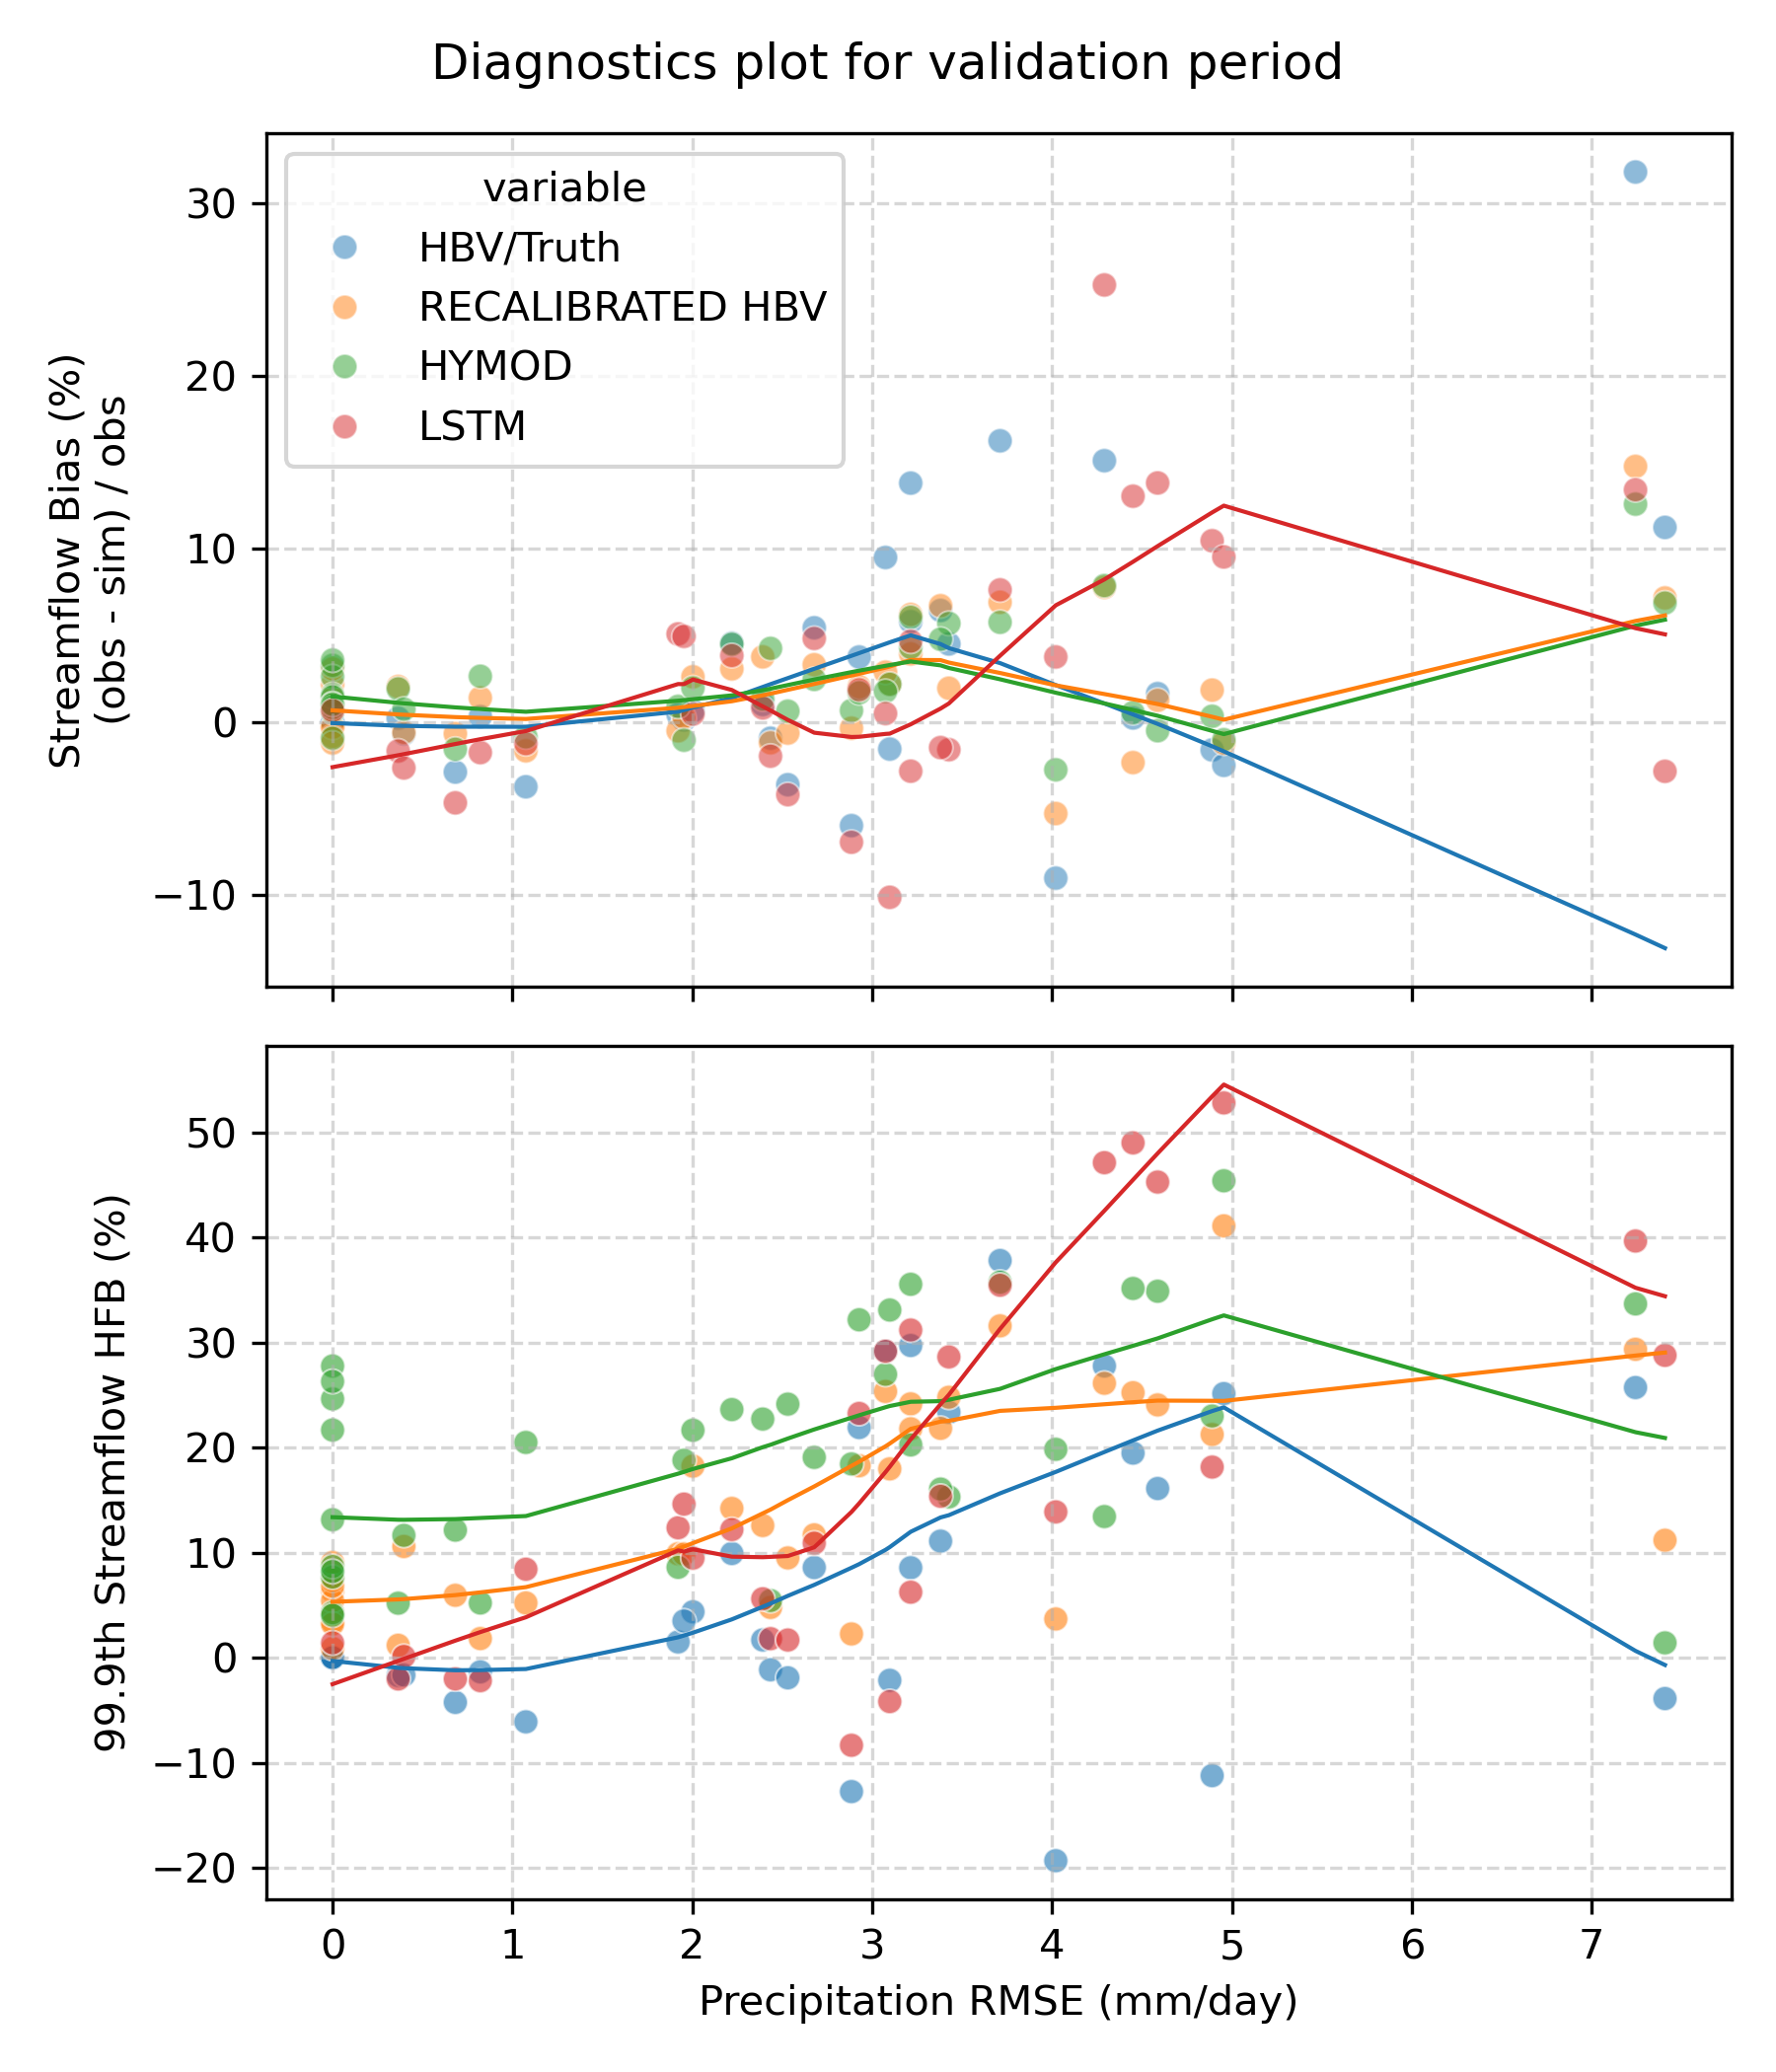 Diagnostics plot for validation period
Streamflow Bias (%)
(obs - sim) / obs
30
20
10
0
−10
variable
HBV/Truth
RECALIBRATED HBV
HYMOD
LSTM
99.9th Streamflow HFB (%)
50
40
30
20
10
0
−10
−20
0 1 2 3 4 5 6 7
Precipitation RMSE (mm/day)